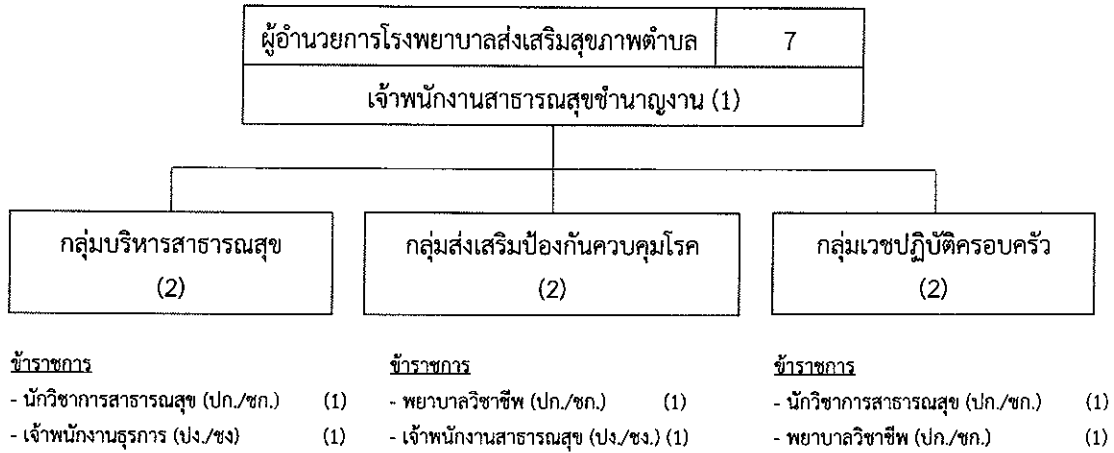 ผู้อำนวยการโรงพยาบาลส่งเสริมสุขภาพตำบล 7
เจ้าพนักงานสาธารณสุขชำนาญงาน (1)
กลุ่มบริหารสาธารณสุข
(2)
กลุ่มส่งเสริมป้องกันควบคุมโรค
(2)
กลุ่มเวชปฏิบัติครอบครัว
(2)
ข้าราชการ
- นักวิชาการสาธารณสุข (ปก./ชก.) (1)
- เจ้าพนักงานธุรการ (ปง./ชง) (1)
ข้าราชการ
- พยาบาลวิชาชีพ (ปก./ชก.) (1)
- เจ้าพนักงานสาธารณสุข (ปง./ชง.) (1)
ข้าราชการ
- นักวิชาการสาธารณสุข (ปก./ชก.) (1)
- พยาบาลวิชาชีพ (ปก./ชก.) (1)